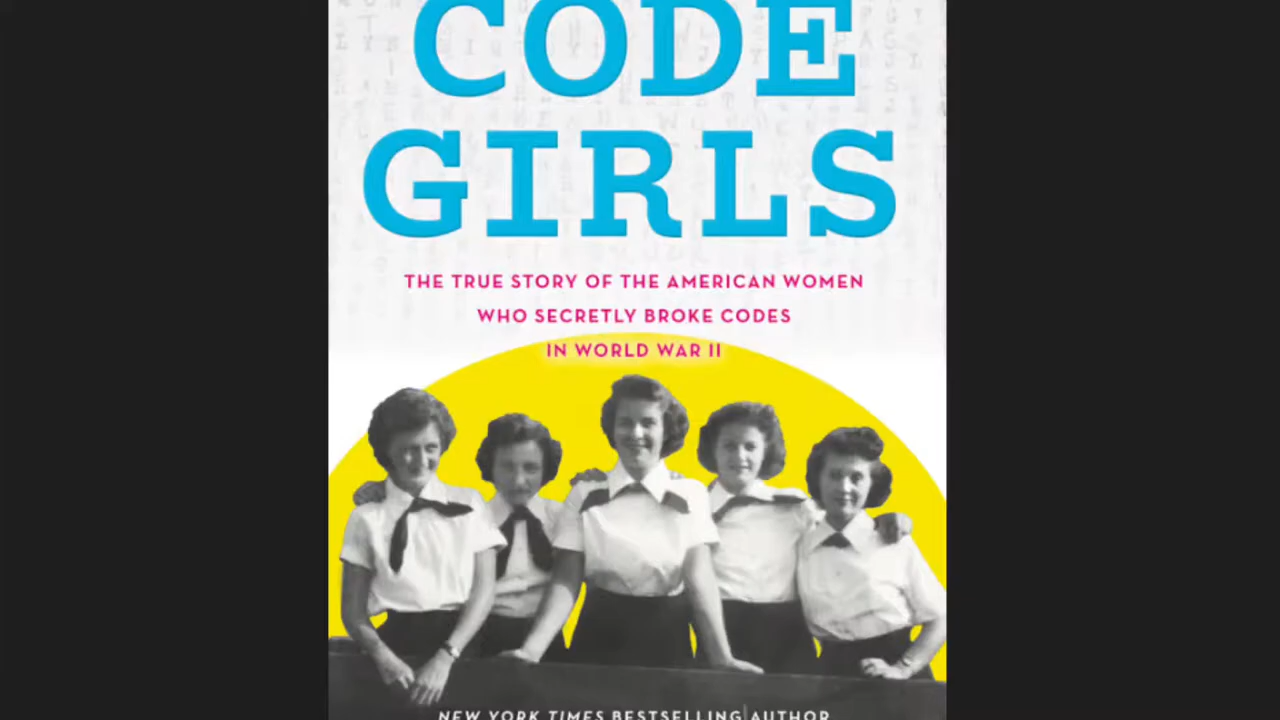 CODE
GIRLS
THE TRUE STORY OF THE AMERICAN WOMEN
WHO SECRETLY BROKE CODES
IN WORLD WAR II
NEW YORK TIMES BESTSELLING AUTHOR